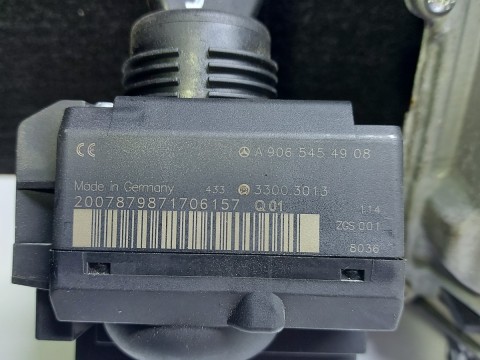 CE A 906 545 49 08
Made in Germany 433 3300.3013
2007879871706157 Q01
1.14
ZGS 001
8036